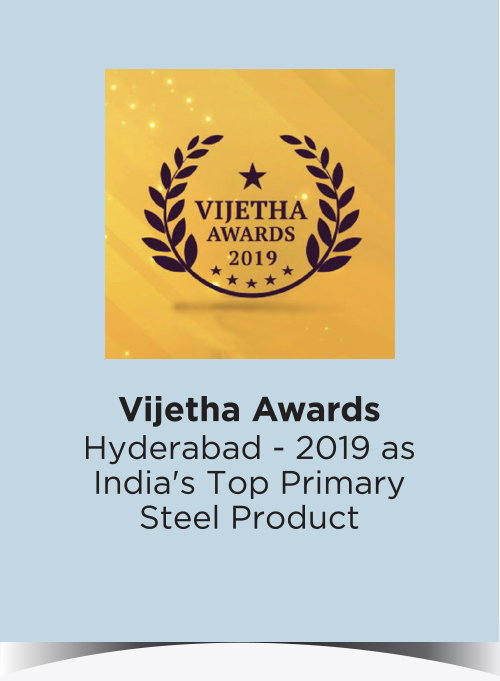 VIJETHA
AWARDS
2019
Vijetha Awards
Hyderabad - 2019 as
India's Top Primary
Steel Product